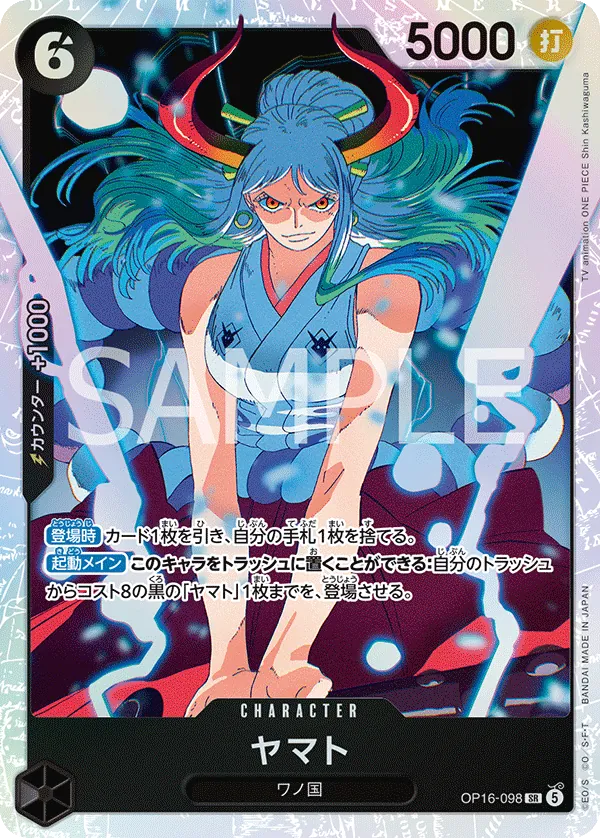 6
5000
打
TV animation ONE PIECE Shin Kashiwaguma
カウンター +1000
SAMPLE
登場時 カード1枚を引き、自分の手札1枚を捨てる。
起動メイン このキャラをトラッシュに置くことができる:自分のトラッシュ
からコスト8の黒の「ヤマト」1枚までを、登場させる。
CHARACTER
ヤマト
ワノ国
OP16-098 SR 5
©E.O/S ©O/S・F・T BANDAI MADE IN JAPAN